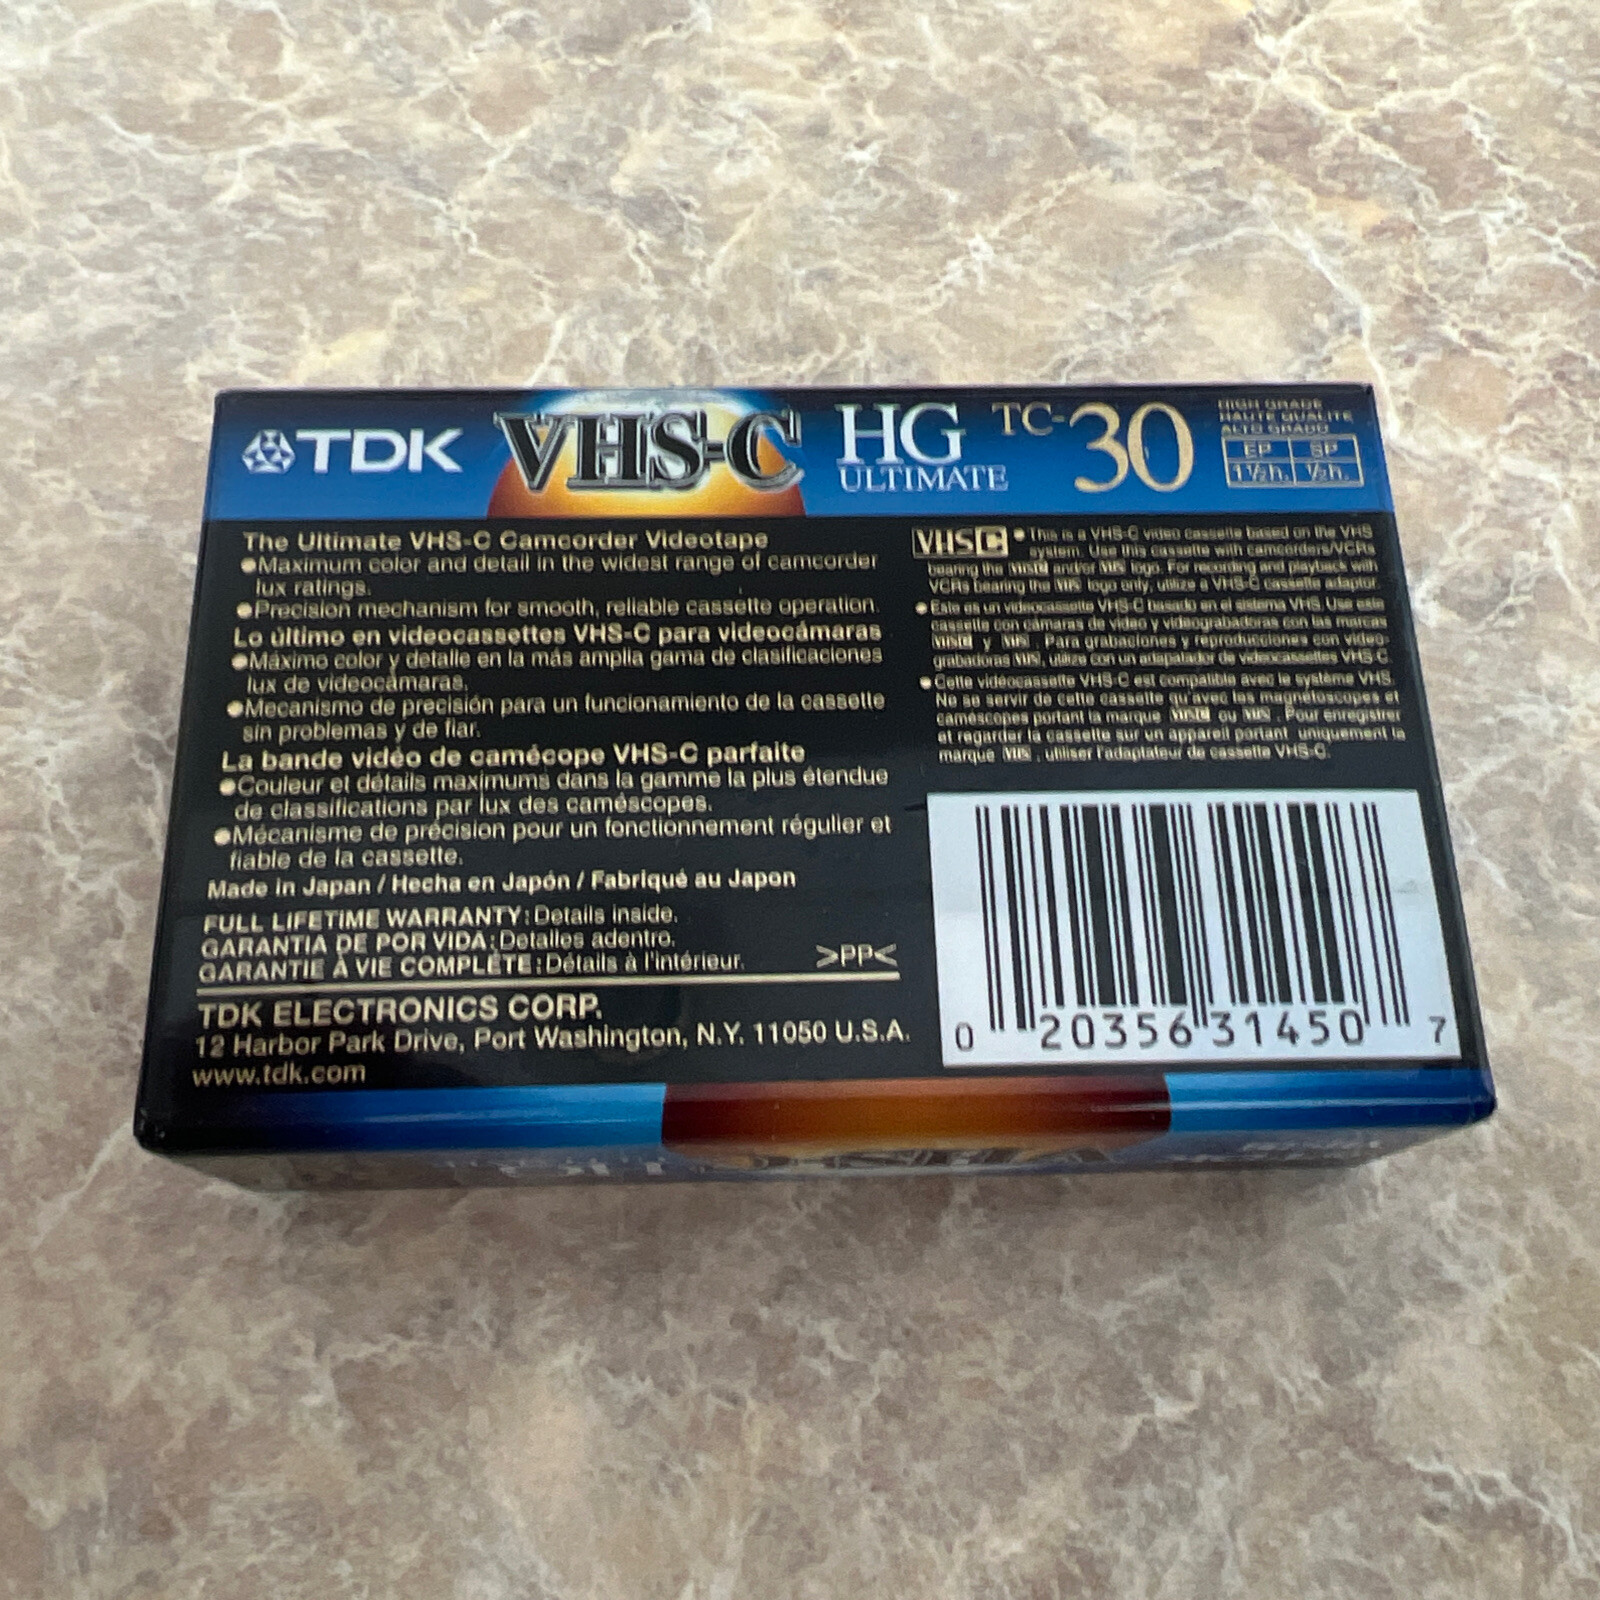 TDK VHS-C HG ULTIMATE TC-30
HIGH GRADE
HAUTE QUALITÉ
ALTO GRADO
EP SP
1½h. ½h.
The Ultimate VHS-C Camcorder Videotape
●Maximum color and detail in the widest range of camcorder
lux ratings.
●Precision mechanism for smooth, reliable cassette operation.
Lo último en videocassettes VHS-C para videocámaras
●Máximo color y detalle en la más amplia gama de clasificaciones
lux de videocámaras.
●Mecanismo de precisión para un funcionamiento de la cassette
sin problemas y de fiar.
La bande vidéo de camécope VHS-C parfaite
●Couleur et détails maximums dans la gamme la plus étendue
de classifications par lux des caméscopes.
●Mécanisme de précision pour un fonctionnement régulier et
fiable de la cassette.
Made in Japan / Hecha en Japón / Fabriqué au Japon
FULL LIFETIME WARRANTY: Details inside.
GARANTIA DE POR VIDA: Detalles adentro.
GARANTIE À VIE COMPLÈTE: Détails à l'intérieur.
>PP<
TDK ELECTRONICS CORP.
12 Harbor Park Drive, Port Washington, N.Y. 11050 U.S.A.
www.tdk.com
VHS C ● This is a VHS-C video cassette based on the VHS
system. Use this cassette with camcorders/VCRs
bearing the VHSC and/or VHS logo. For recording and playback with
VCRs bearing the VHS logo only, utilize a VHS-C cassette adaptor.
● Este es un videocassette VHS-C basado en el sistema VHS. Use este
cassette con cámaras de video y videograbadoras con las marcas
VHSC y VHS. Para grabaciones y reproducciones con video-
grabadoras VHS, utilize con un adapatador de videocassettes VHS-C.
● Cette vidéocassette VHS-C est compatible avec le système VHS.
Ne se servir de cette cassette qu'avec les magnétoscopes et
caméscopes portant la marque VHSC ou VHS. Pour enregistrer
et regarder la cassette sur un appareil portant uniquement la
marque VHS, utiliser l'adaptateur de cassette VHS-C.
0 20356 31450 7